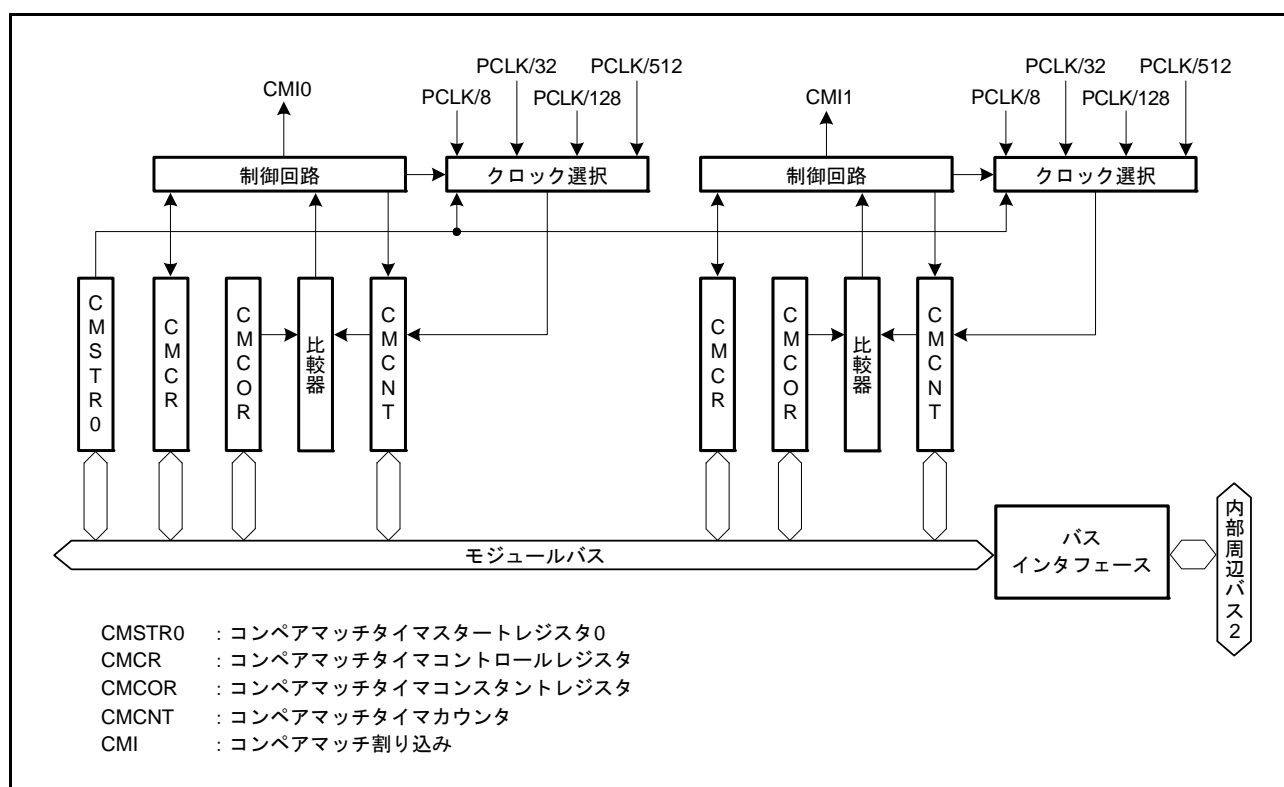 PCLK/32 PCLK/512
CMI0 PCLK/8 PCLK/128
PCLK/32 PCLK/512
CMI1 PCLK/8 PCLK/128
制御回路
クロック選択
制御回路
クロック選択
CMSTR0
CMCR
CMCOR
比較器
CMCNT
CMCR
CMCOR
比較器
CMCNT
モジュールバス
バス
インタフェース
内部周辺バス2
CMSTR0 : コンペアマッチタイマスタートレジスタ0
CMCR : コンペアマッチタイマコントロールレジスタ
CMCOR : コンペアマッチタイマコンスタントレジスタ
CMCNT : コンペアマッチタイマカウンタ
CMI : コンペアマッチ割り込み